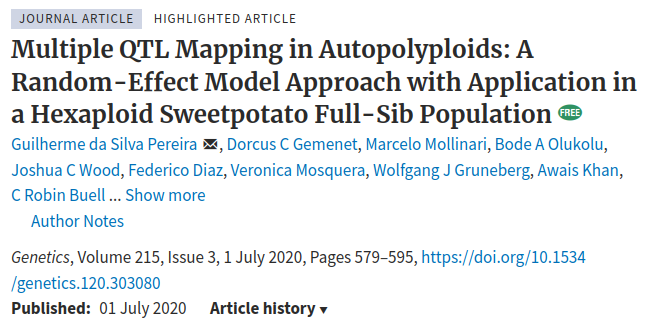 JOURNAL ARTICLE HIGHLIGHTED ARTICLE
Multiple QTL Mapping in Autopolyploids: A
Random-Effect Model Approach with Application in
a Hexaploid Sweetpotato Full-Sib Population FREE
Guilherme da Silva Pereira, Dorcus C Gemenet, Marcelo Mollinari, Bode A Olukolu,
Joshua C Wood, Federico Diaz, Veronica Mosquera, Wolfgang J Gruneberg, Awais Khan,
C Robin Buell ... Show more
Author Notes
Genetics, Volume 215, Issue 3, 1 July 2020, Pages 579–595, https://doi.org/10.1534
/genetics.120.303080
Published: 01 July 2020 Article history ▾